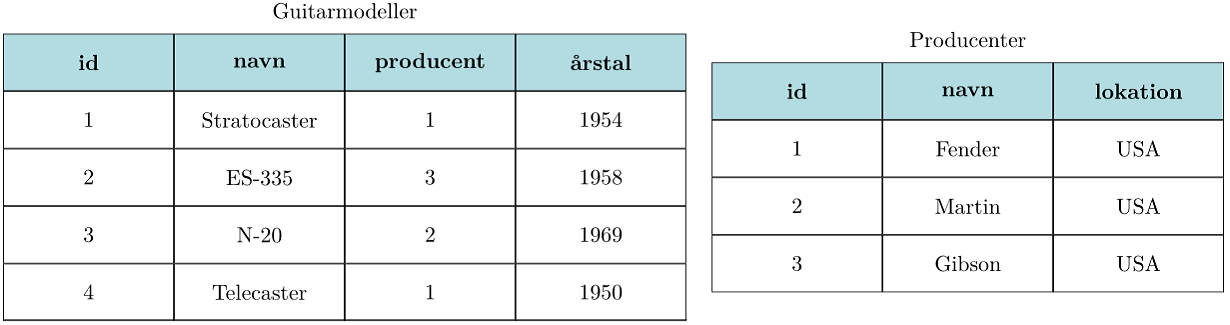 Guitarmodeller
id navn producent årstal
1 Stratocaster 1 1954
2 ES-335 3 1958
3 N-20 2 1969
4 Telecaster 1 1950
Producenter
id navn lokation
1 Fender USA
2 Martin USA
3 Gibson USA